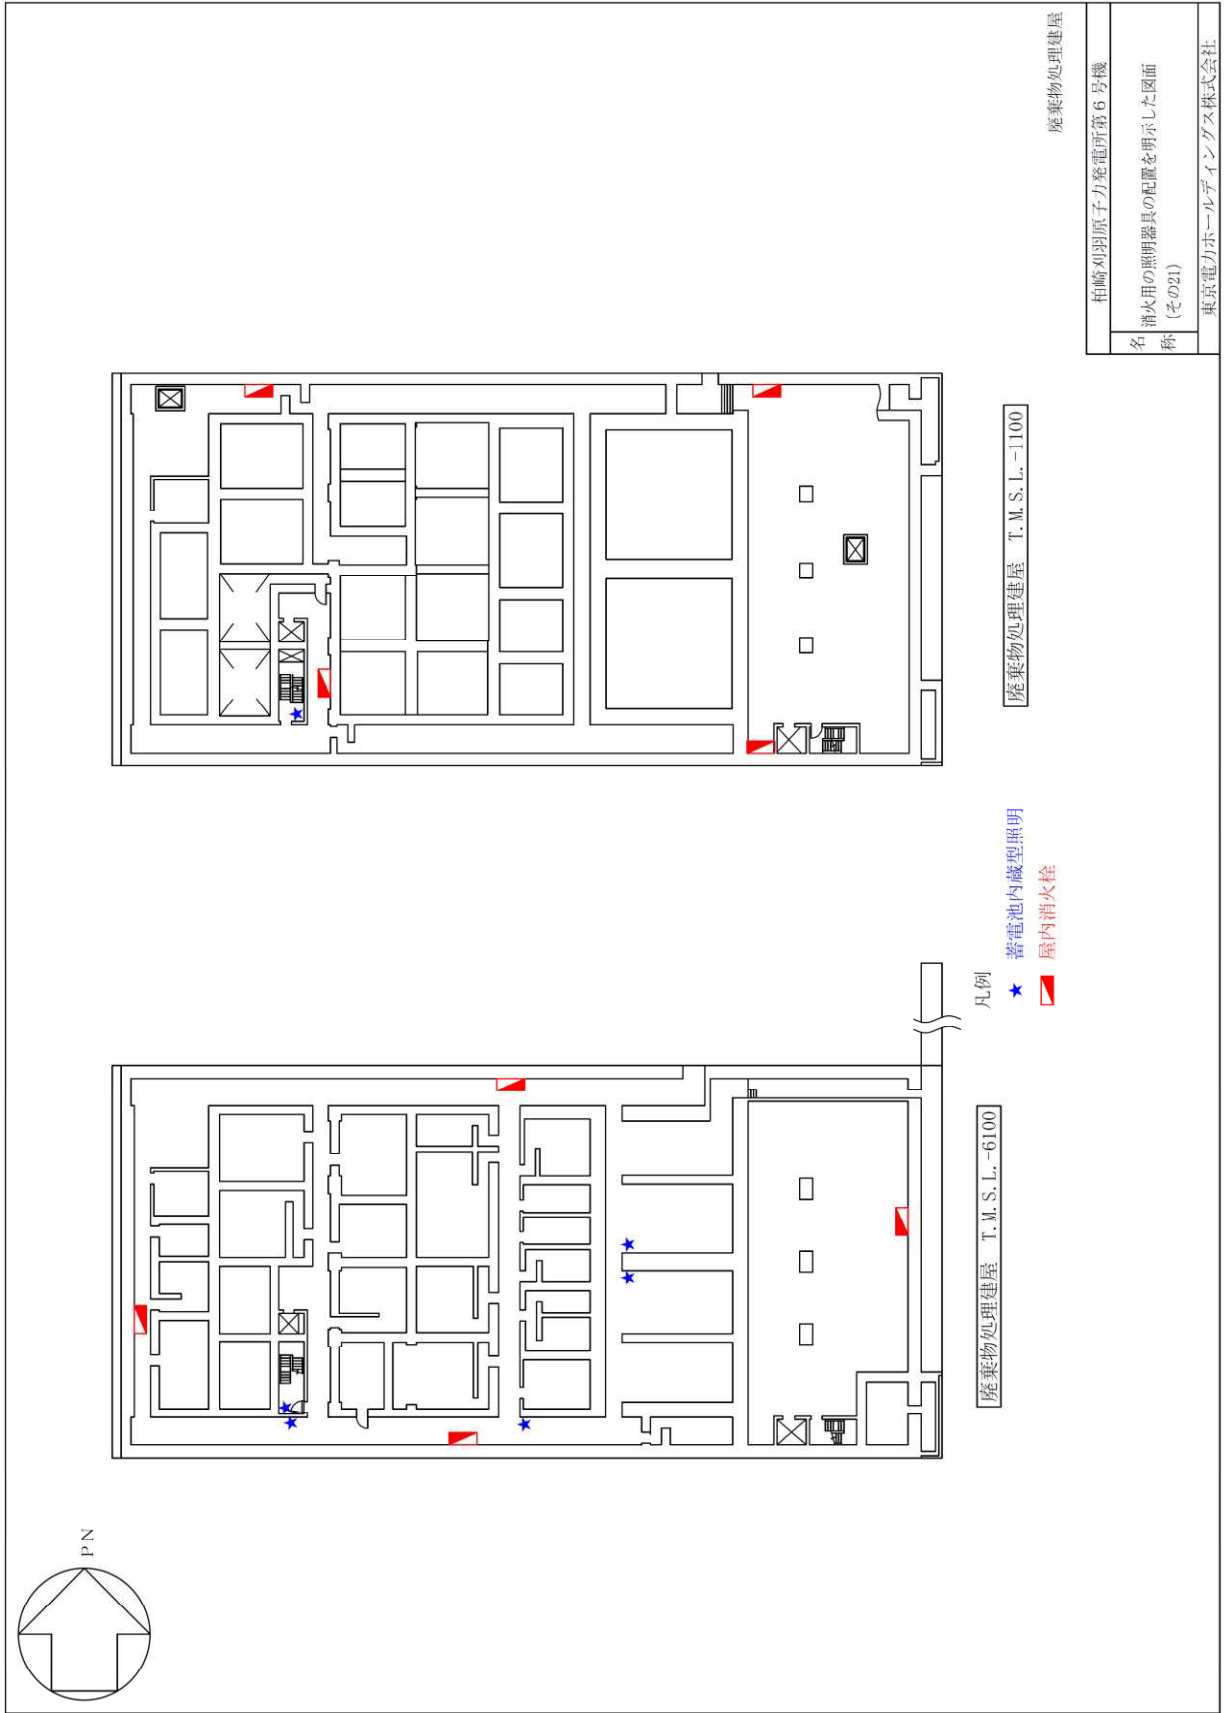 PN
廃棄物処理建屋 T.M.S.L.-6100
廃棄物処理建屋 T.M.S.L.-1100
凡例
蓄電池内蔵型照明
屋内消火栓
廃棄物処理建屋
柏崎刈羽原子力発電所第6号機
名称
消火用の照明器具の配置を明示した図面
(その21)
東京電力ホールディングス株式会社